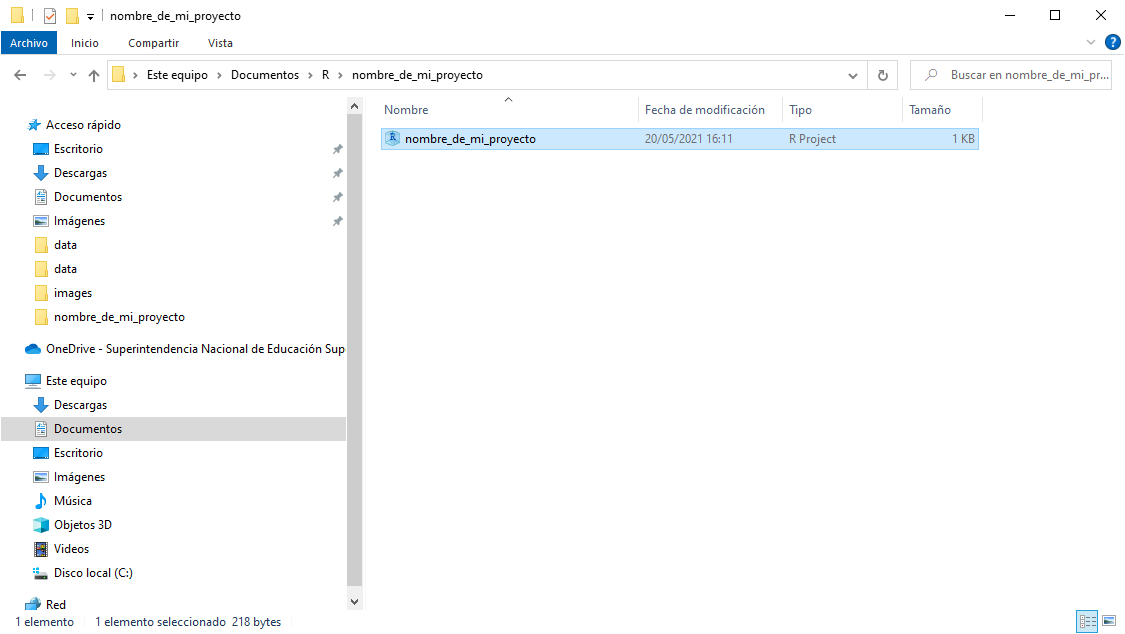 nombre_de_mi_proyecto
Archivo Inicio Compartir Vista
Este equipo Documentos R nombre_de_mi_proyecto Buscar en nombre_de_mi_pr...
Nombre Fecha de modificación Tipo Tamaño
nombre_de_mi_proyecto 20/05/2021 16:11 R Project 1 KB
Acceso rápido
Escritorio
Descargas
Documentos
Imágenes
data
data
images
nombre_de_mi_proyecto
OneDrive - Superintendencia Nacional de Educación Sup
Este equipo
Descargas
Documentos
Escritorio
Imágenes
Música
Objetos 3D
Videos
Disco local (C:)
Red
1 elemento 1 elemento seleccionado 218 bytes